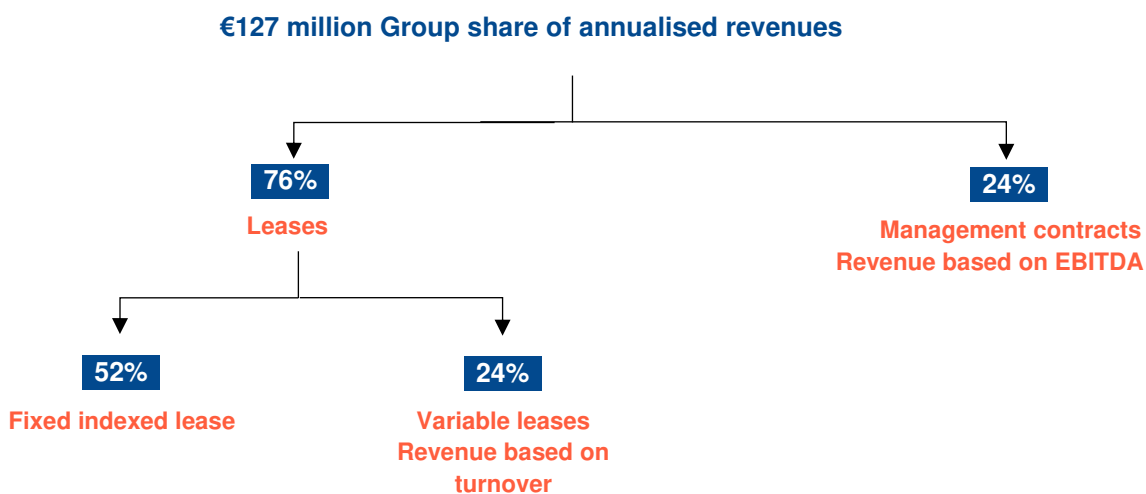 €127 million Group share of annualised revenues
76%
Leases
24%
Management contracts
Revenue based on EBITDA
52%
Fixed indexed lease
24%
Variable leases
Revenue based on
turnover